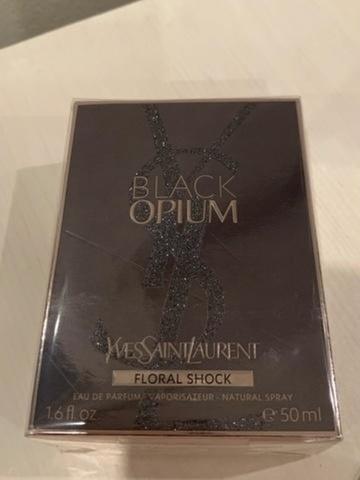 BLACK
OPIUM
YVESSAINTLAURENT
FLORAL SHOCK
EAU DE PARFUM VAPORISATEUR - NATURAL SPRAY
1.6 fl.oz ℮ 50 ml